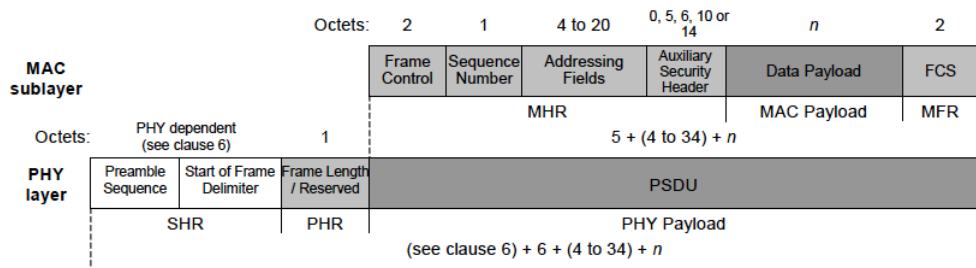 Octets: 2 1 4 to 20 0, 5, 6, 10 or 14 n 2
MAC sublayer
Frame Control
Sequence Number
Addressing Fields
Auxiliary Security Header
Data Payload
FCS
MHR MAC Payload MFR
Octets: PHY dependent (see clause 6) 1 5 + (4 to 34) + n
PHY layer
Preamble Sequence
Start of Frame Delimiter
Frame Length / Reserved
PSDU
SHR PHR PHY Payload
(see clause 6) + 6 + (4 to 34) + n